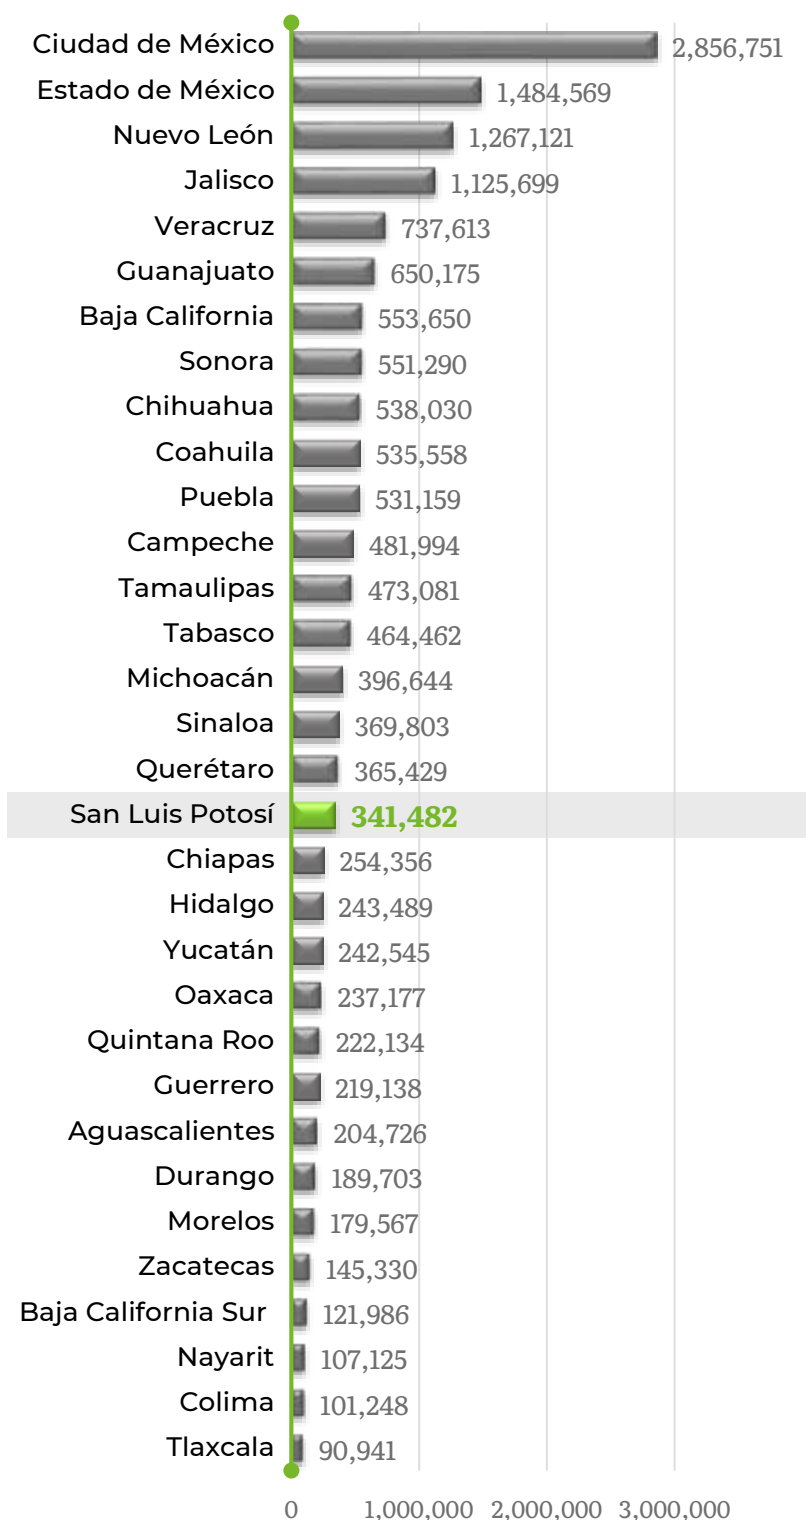 Ciudad de México 2,856,751
Estado de México 1,484,569
Nuevo León 1,267,121
Jalisco 1,125,699
Veracruz 737,613
Guanajuato 650,175
Baja California 553,650
Sonora 551,290
Chihuahua 538,030
Coahuila 535,558
Puebla 531,159
Campeche 481,994
Tamaulipas 473,081
Tabasco 464,462
Michoacán 396,644
Sinaloa 369,803
Querétaro 365,429
San Luis Potosí 341,482
Chiapas 254,356
Hidalgo 243,489
Yucatán 242,545
Oaxaca 237,177
Quintana Roo 222,134
Guerrero 219,138
Aguascalientes 204,726
Durango 189,703
Morelos 179,567
Zacatecas 145,330
Baja California Sur 121,986
Nayarit 107,125
Colima 101,248
Tlaxcala 90,941
0 1,000,000 2,000,000 3,000,000